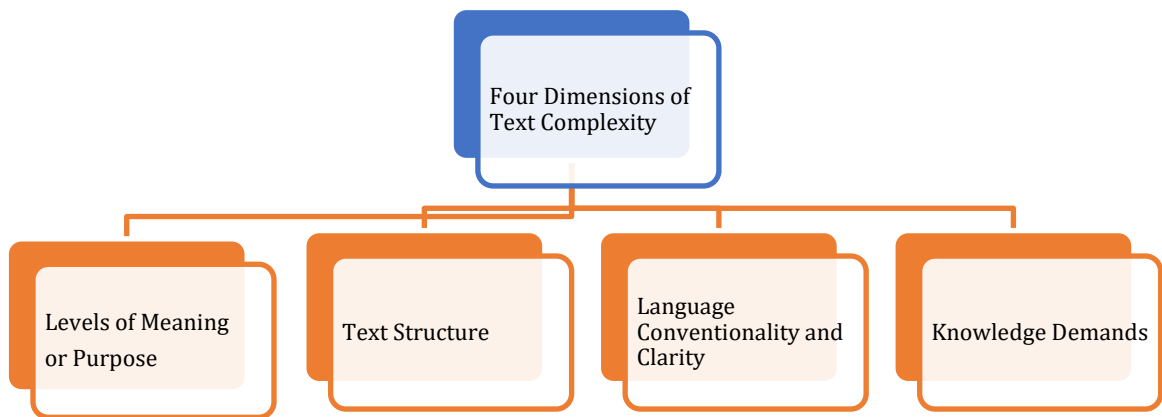 Four Dimensions of
Text Complexity
Levels of Meaning
or Purpose
Text Structure
Language
Conventionality and
Clarity
Knowledge Demands